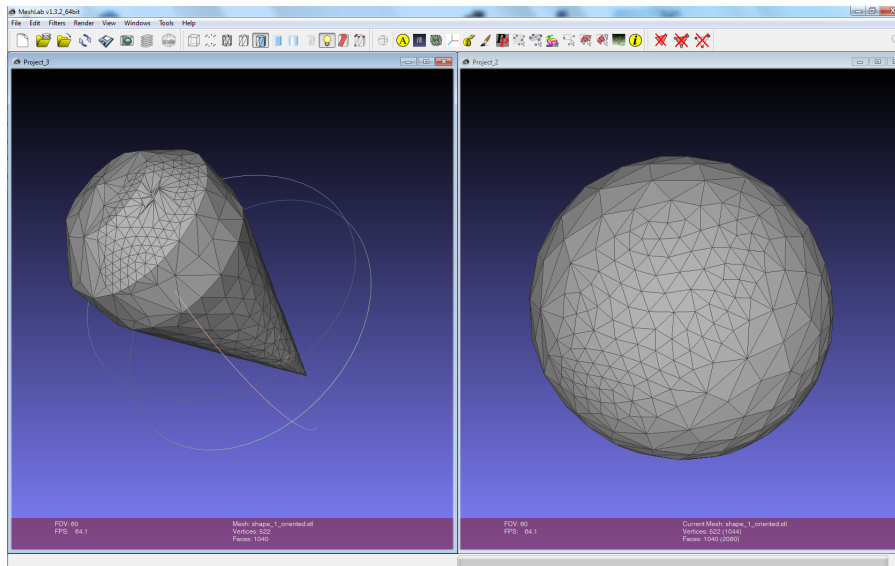 MeshLab v1.3.2_64bit
File Edit Filters Render View Windows Tools Help
A
i
Project_3
Project_2
FOV: 60
FPS: 64.1
Mesh: shape_1_oriented.stl
Vertices: 522
Faces: 1040
FOV: 60
FPS: 64.1
Current Mesh: shape_1_oriented.stl
Vertices: 522 (1044)
Faces: 1040 (2080)